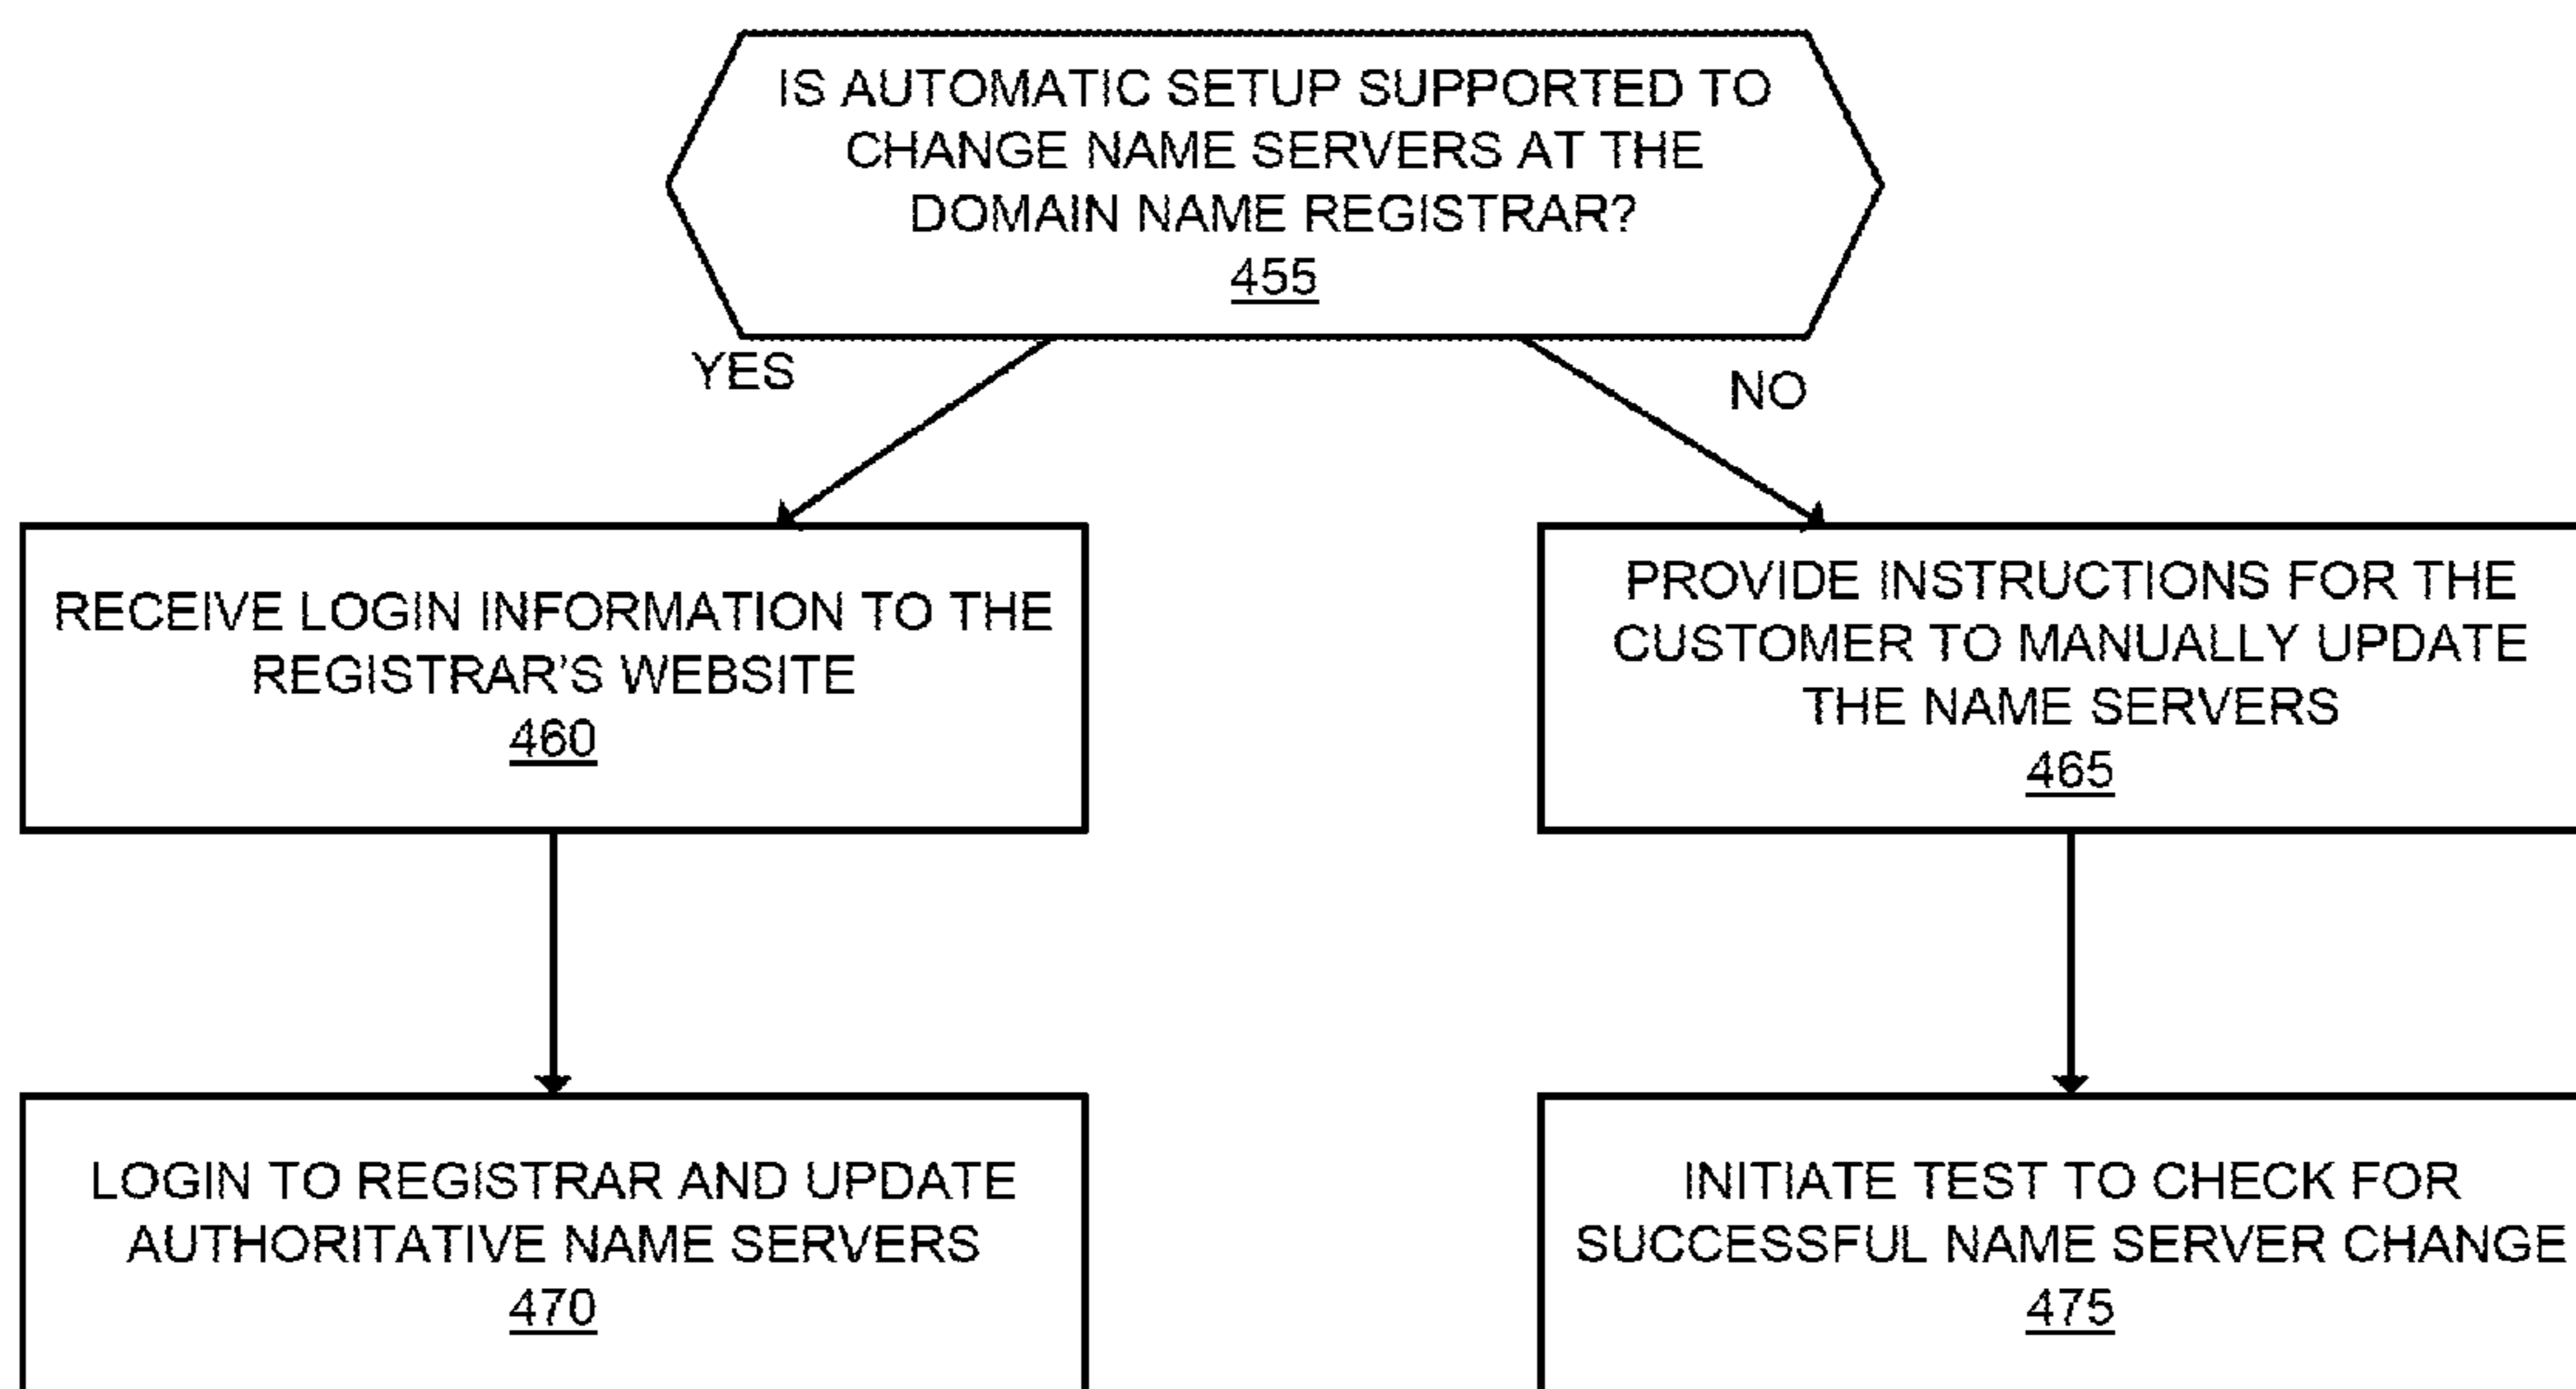 IS AUTOMATIC SETUP SUPPORTED TO
CHANGE NAME SERVERS AT THE
DOMAIN NAME REGISTRAR?
455
YES
NO
RECEIVE LOGIN INFORMATION TO THE
REGISTRAR'S WEBSITE
460
PROVIDE INSTRUCTIONS FOR THE
CUSTOMER TO MANUALLY UPDATE
THE NAME SERVERS
465
LOGIN TO REGISTRAR AND UPDATE
AUTHORITATIVE NAME SERVERS
470
INITIATE TEST TO CHECK FOR
SUCCESSFUL NAME SERVER CHANGE
475